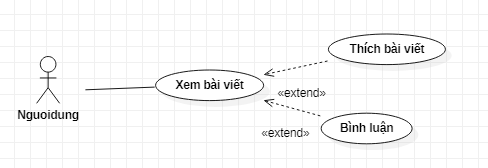 Thích bài viết
Xem bài viết
«extend»
Nguoidung
Bình luận
«extend»